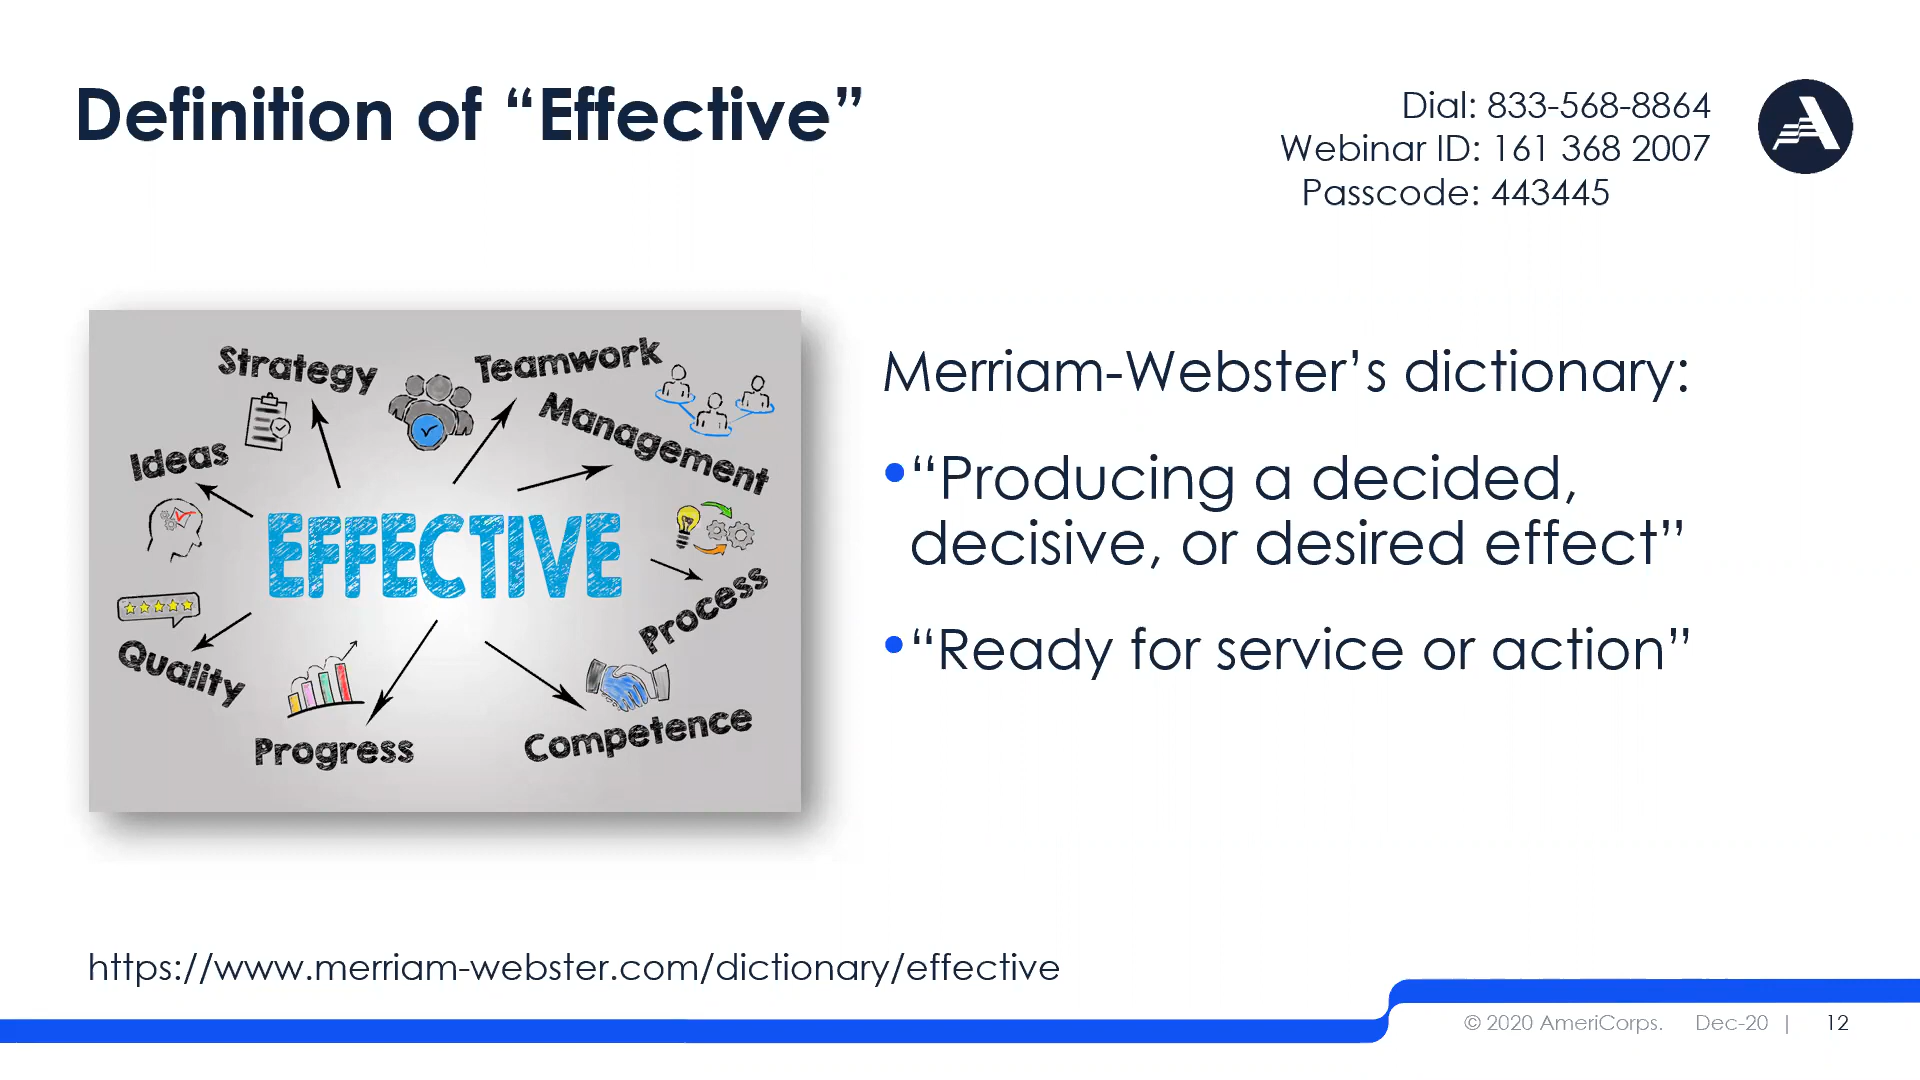 Definition of “Effective”
Dial: 833-568-8864
Webinar ID: 161 368 2007
Passcode: 443445
Strategy
Teamwork
Management
Ideas
EFFECTIVE
Process
Quality
Progress
Competence
Merriam-Webster’s dictionary:
•“Producing a decided,
decisive, or desired effect”
•“Ready for service or action”
https://www.merriam-webster.com/dictionary/effective
© 2020 AmeriCorps. Dec-20 | 12